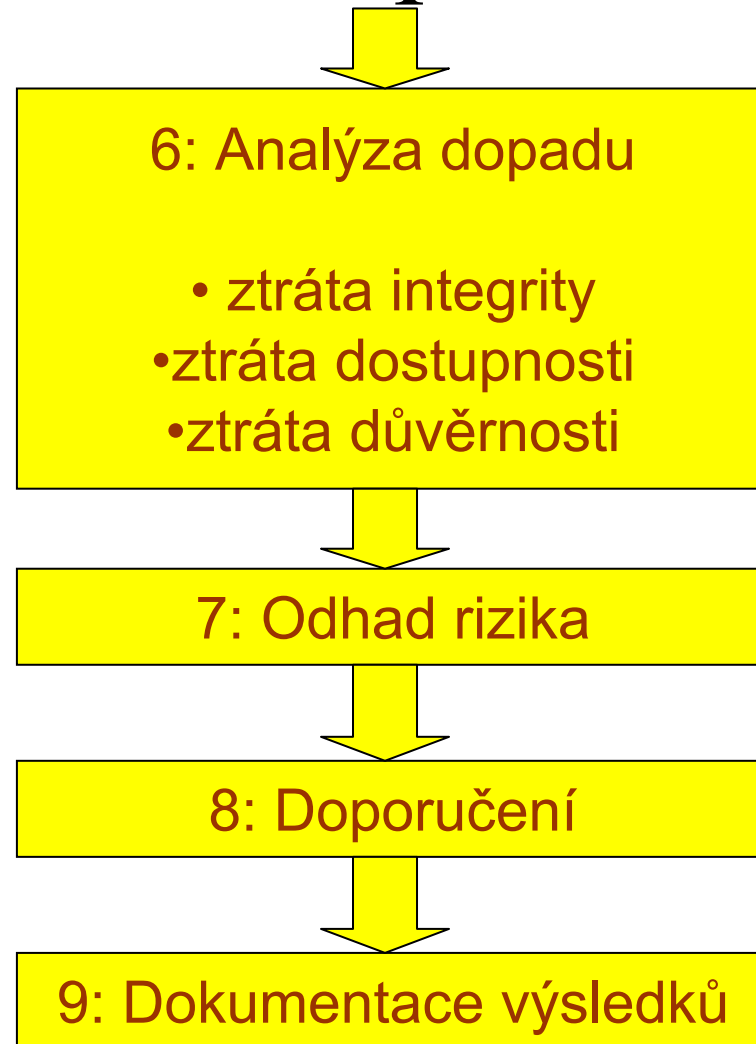 6: Analýza dopadu
• ztráta integrity
•ztráta dostupnosti
•ztráta důvěrnosti
7: Odhad rizika
8: Doporučení
9: Dokumentace výsledků